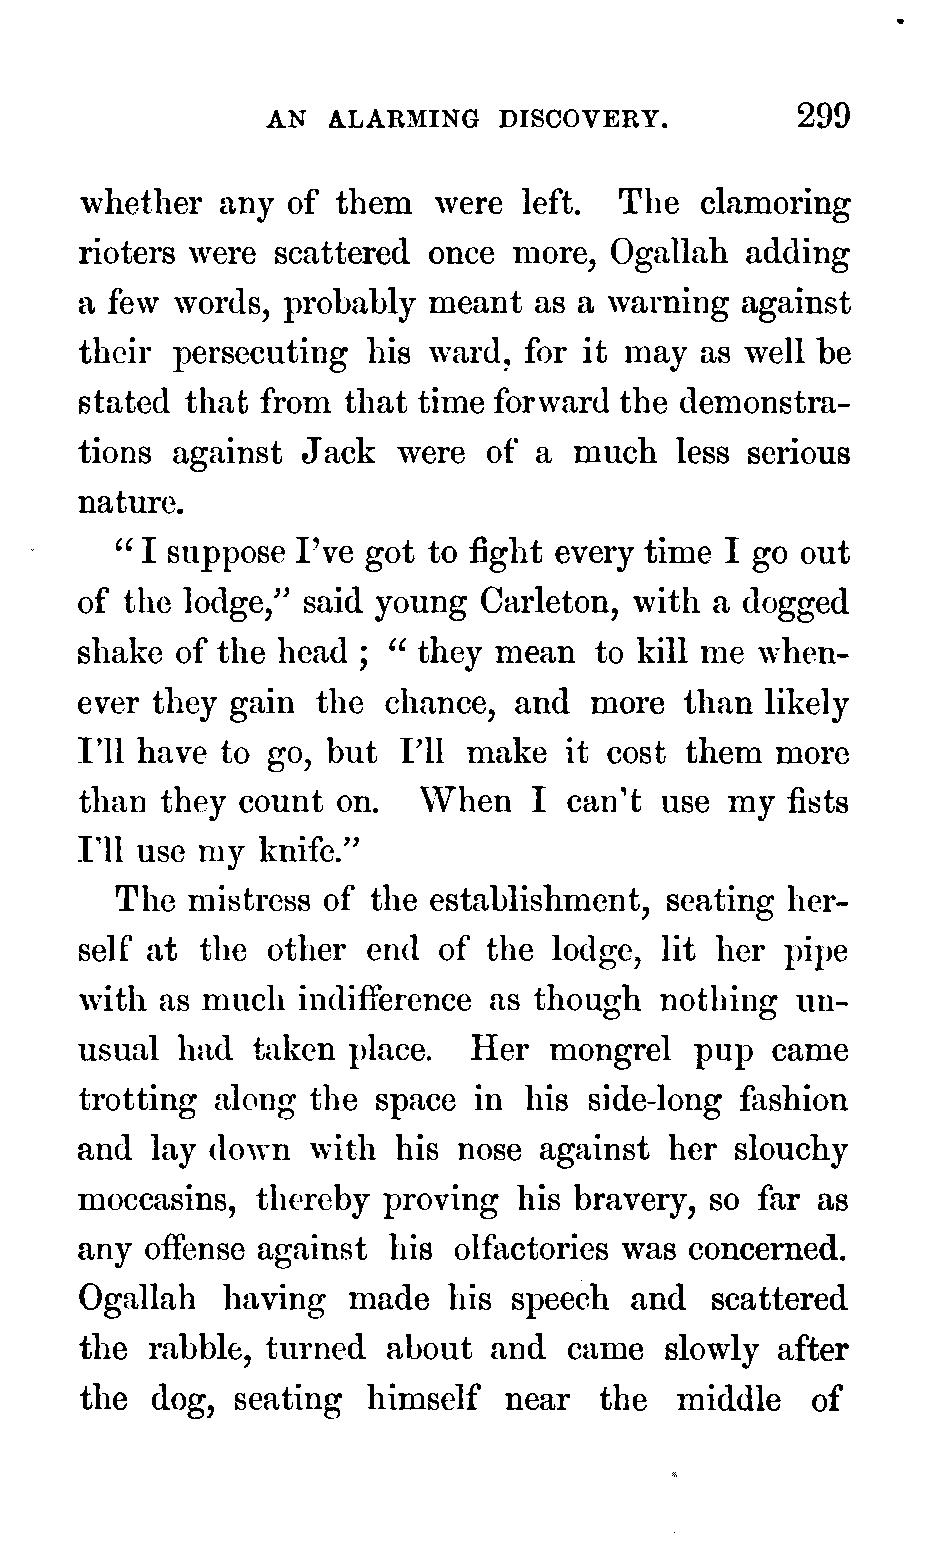 AN ALARMING DISCOVERY. 299
whether any of them were left. The clamoring
rioters were scattered once more, Ogallah adding
a few words, probably meant as a warning against
their persecuting his ward, for it may as well be
stated that from that time forward the demonstra-
tions against Jack were of a much less serious
nature.
“ I suppose I’ve got to fight every time I go out
of the lodge,” said young Carleton, with a dogged
shake of the head ; “ they mean to kill me when-
ever they gain the chance, and more than likely
I’ll have to go, but I’ll make it cost them more
than they count on. When I can’t use my fists
I’ll use my knife.”
The mistress of the establishment, seating her-
self at the other end of the lodge, lit her pipe
with as much indifference as though nothing un-
usual had taken place. Her mongrel pup came
trotting along the space in his side-long fashion
and lay down with his nose against her slouchy
moccasins, thereby proving his bravery, so far as
any offense against his olfactories was concerned.
Ogallah having made his speech and scattered
the rabble, turned about and came slowly after
the dog, seating himself near the middle of